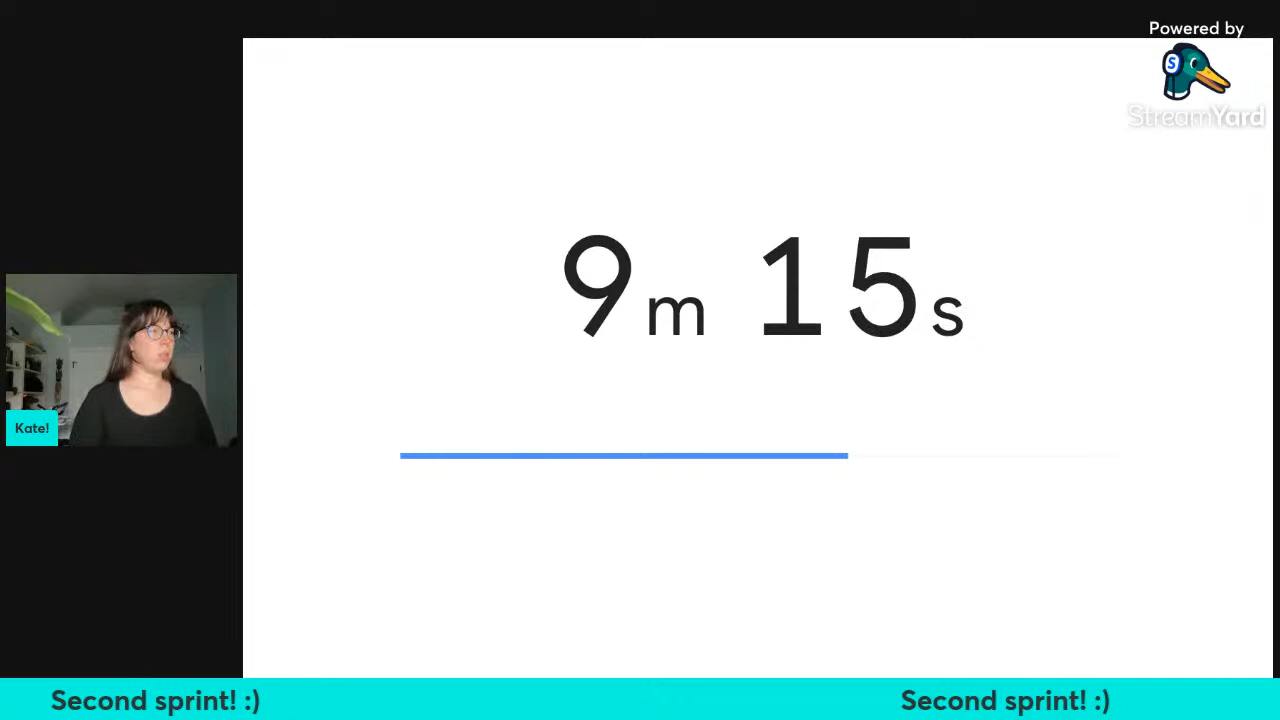 Powered by
S
StreamYard
9m 15s
Kate!
Second sprint! :) Second sprint! :)